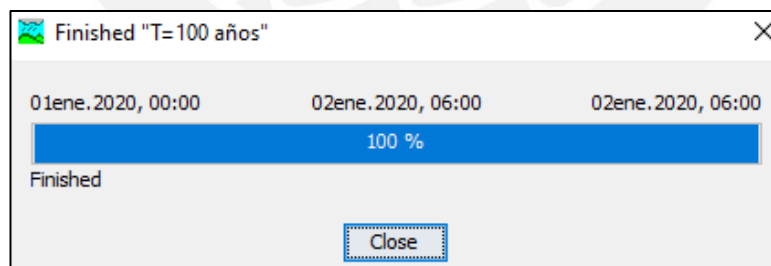 Finished "T=100 años"
01ene.2020, 00:00 02ene.2020, 06:00 02ene.2020, 06:00
100 %
Finished
Close